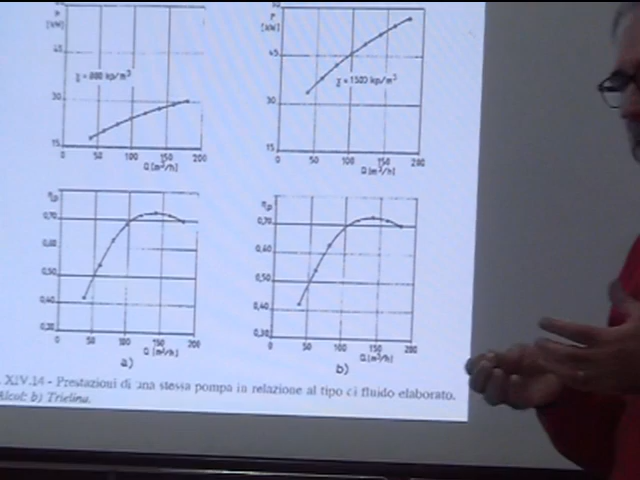 P
[kW]
45
30
15
γ = 800 kp/m³
0 50 100 150 200
Q [m³/h]
P
[kW]
45
30
15
γ = 1500 kp/m³
0 50 100 150 200
Q [m³/h]
ηp
0,70
0,60
0,50
0,40
0,30
0 50 100 150 200
Q [m³/h]
a)
ηp
0,70
0,60
0,50
0,40
0,30
0 50 100 150 200
Q [m³/h]
b)
XIV.14 - Prestazioni di una stessa pompa in relazione al tipo di fluido elaborato.
Alcol: b) Trielina.